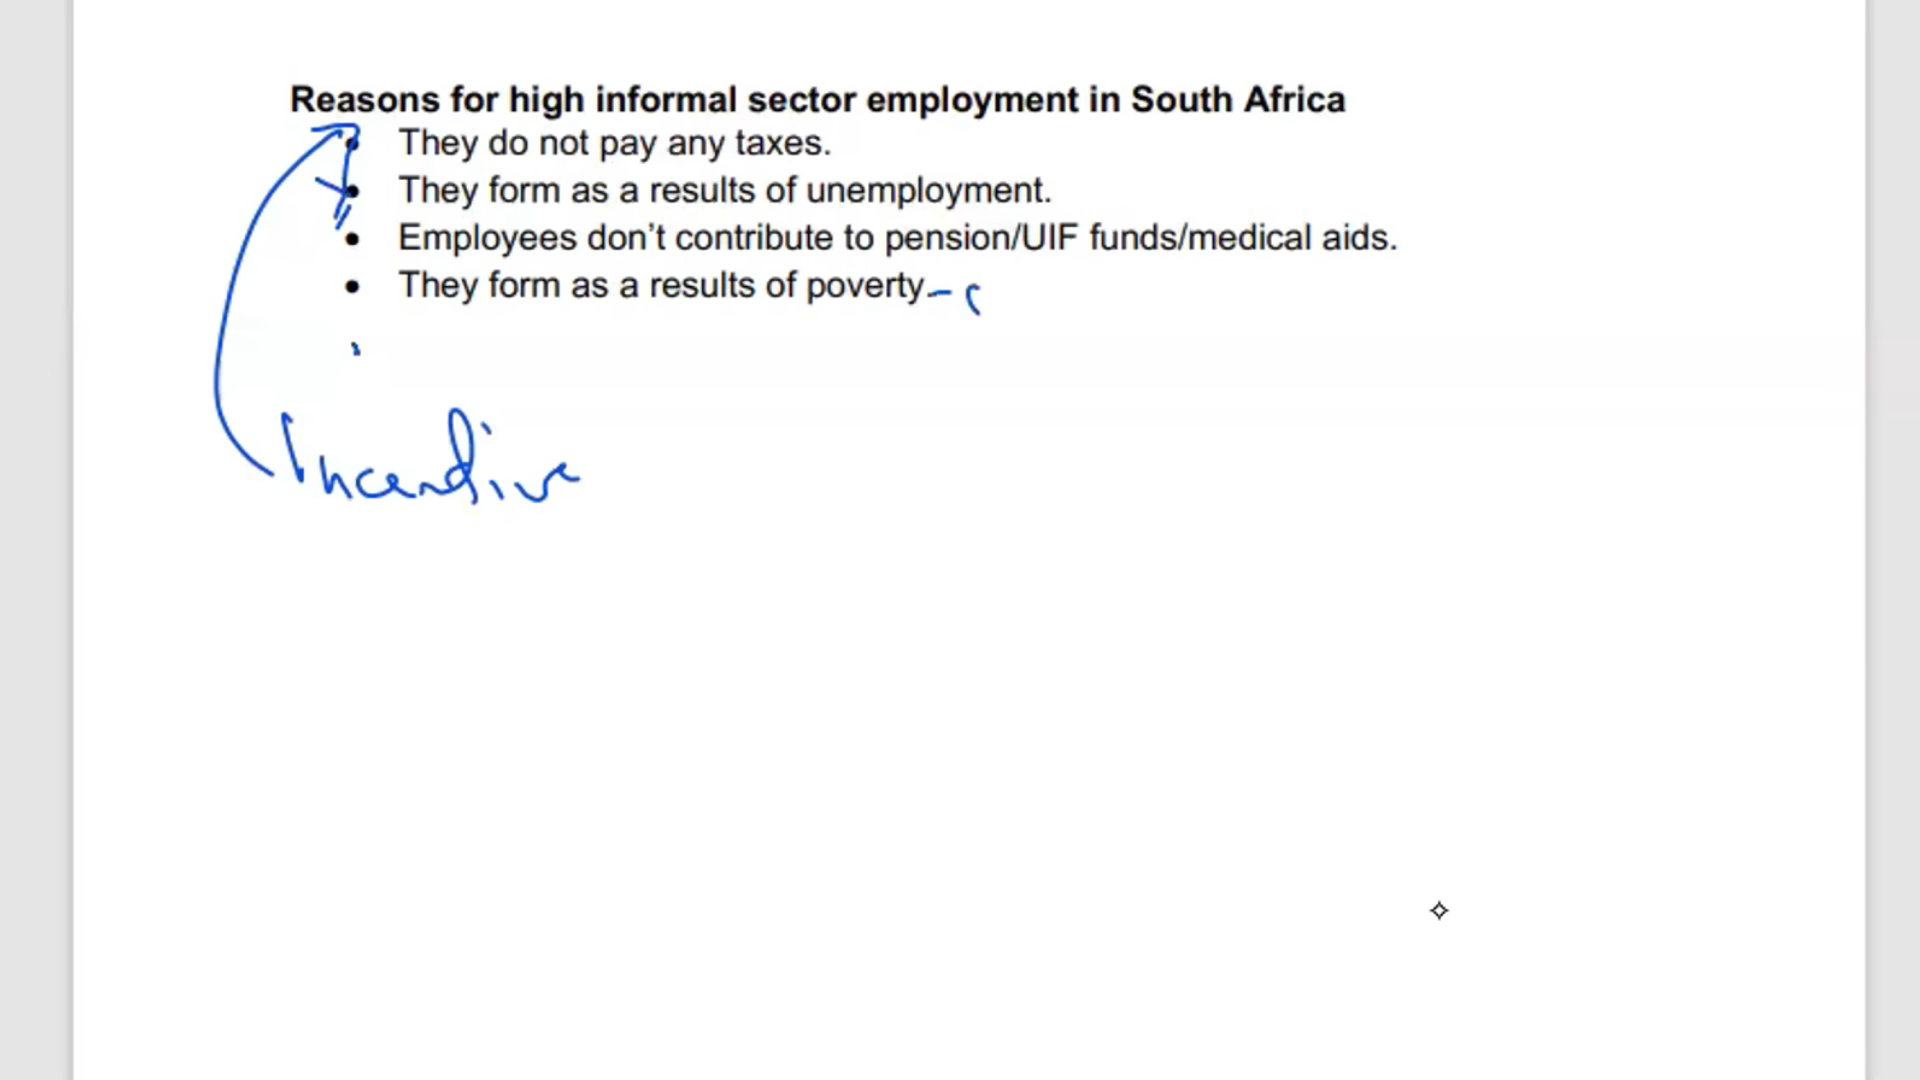 Reasons for high informal sector employment in South Africa
• They do not pay any taxes.
• They form as a results of unemployment.
• Employees don't contribute to pension/UIF funds/medical aids.
• They form as a results of poverty
Incentive